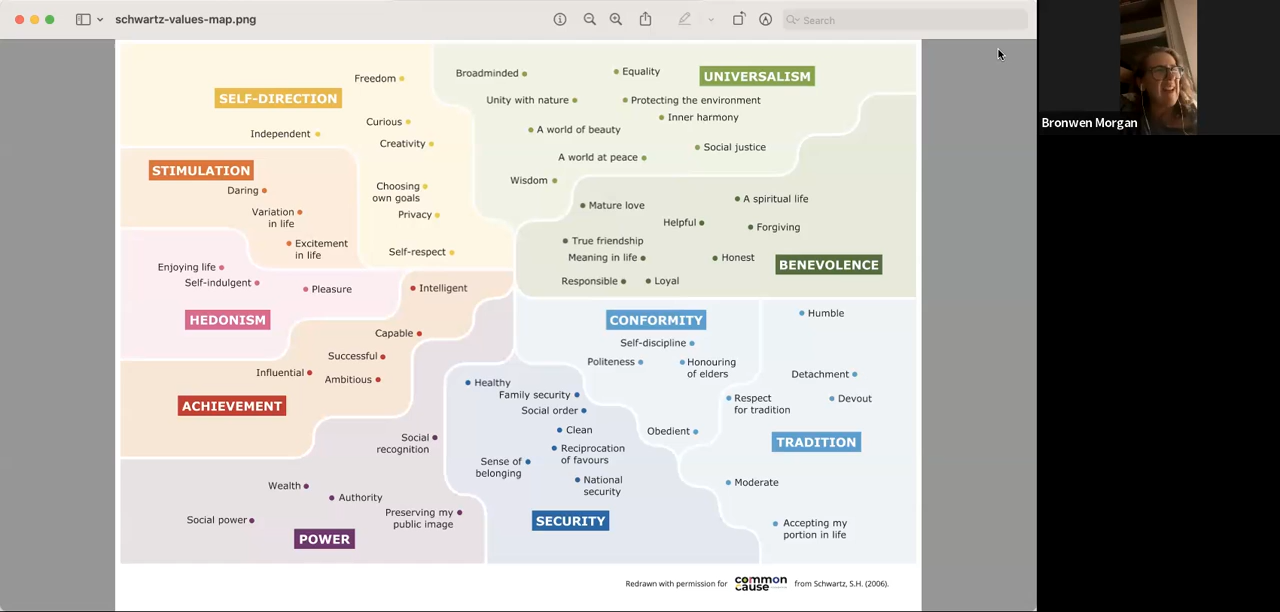 schwartz-values-map.png
Search
Bronwen Morgan
SELF-DIRECTION
Freedom
Curious
Independent
Creativity
Choosing
own goals
Privacy
Self-respect
UNIVERSALISM
Broadminded
Equality
Unity with nature
Protecting the environment
Inner harmony
A world of beauty
Social justice
A world at peace
Wisdom
STIMULATION
Daring
Variation
in life
Excitement
in life
BENEVOLENCE
Mature love
A spiritual life
Helpful
Forgiving
True friendship
Meaning in life
Honest
Responsible
Loyal
HEDONISM
Enjoying life
Self-indulgent
Pleasure
ACHIEVEMENT
Intelligent
Capable
Successful
Influential
Ambitious
CONFORMITY
Self-discipline
Politeness
Honouring
of elders
Obedient
TRADITION
Humble
Detachment
Respect
for tradition
Devout
Moderate
Accepting my
portion in life
SECURITY
Healthy
Family security
Social order
Clean
Reciprocation
of favours
Sense of
belonging
National
security
POWER
Social
recognition
Wealth
Authority
Social power
Preserving my
public image
Redrawn with permission for common cause from Schwartz, S.H. (2006).